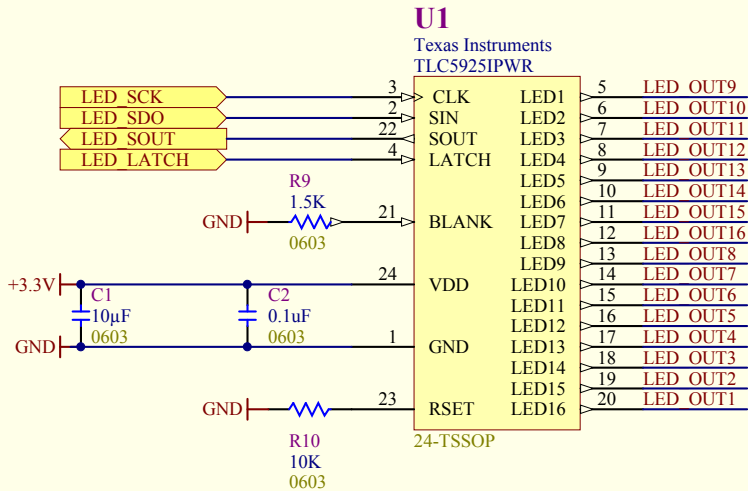 U1
Texas Instruments
TLC5925IPWR
LED_SCK 3 CLK LED1 5 LED_OUT9
LED_SDO 2 SIN LED2 6 LED_OUT10
LED_SOUT 22 SOUT LED3 7 LED_OUT11
LED_LATCH 4 LATCH LED4 8 LED_OUT12
LED5 9 LED_OUT13
R9
LED6 10 LED_OUT14
1.5K
GND 21 BLANK LED7 11 LED_OUT15
0603
LED8 12 LED_OUT16
LED9 13 LED_OUT8
+3.3V 24 VDD LED10 14 LED_OUT7
C1 C2
LED11 15 LED_OUT6
10µF 0.1uF
LED12 16 LED_OUT5
0603 0603
GND 1 GND LED13 17 LED_OUT4
LED14 18 LED_OUT3
LED15 19 LED_OUT2
GND 23 RSET LED16 20 LED_OUT1
R10
24-TSSOP
10K
0603